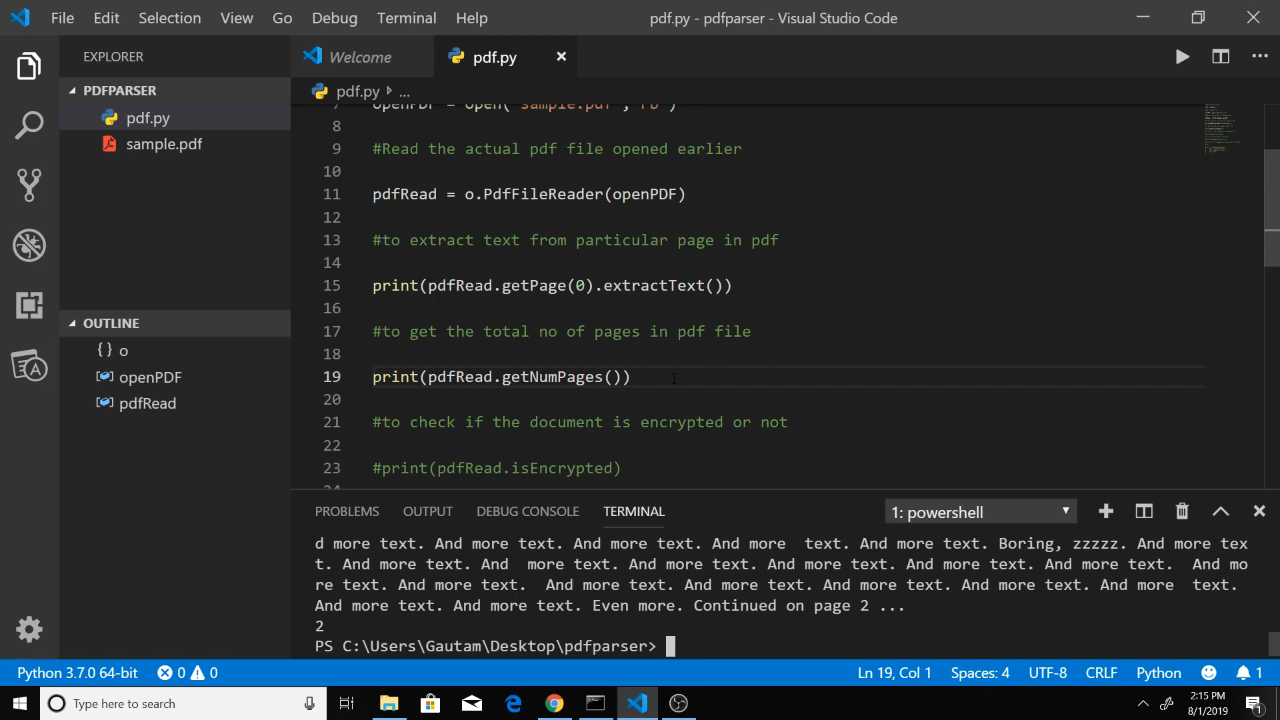 File Edit Selection View Go Debug Terminal Help pdf.py - pdfparser - Visual Studio Code
EXPLORER Welcome pdf.py
PDFPARSER pdf.py ...
pdf.py
sample.pdf
7 openPDF = open("sample.pdf","rb")
8
9 #Read the actual pdf file opened earlier
10
11 pdfRead = o.PdfFileReader(openPDF)
12
13 #to extract text from particular page in pdf
14
15 print(pdfRead.getPage(0).extractText())
16
17 #to get the total no of pages in pdf file
18
19 print(pdfRead.getNumPages())
20
21 #to check if the document is encrypted or not
22
23 #print(pdfRead.isEncrypted)
24
OUTLINE
{} o
openPDF
pdfRead
PROBLEMS OUTPUT DEBUG CONSOLE TERMINAL 1: powershell
d more text. And more text. And more text. And more  text. And more text. Boring, zzzzz. And more tex
t. And more text. And  more text. And more text. And more text. And more text. And more text.  And mo
re text. And more text.  And more text. And more text. And more text. And more text. And more  text.
And more text. And more text. Even more. Continued on page 2 ...
2
PS C:\Users\Gautam\Desktop\pdfparser>
Python 3.7.0 64-bit 0 0 Ln 19, Col 1 Spaces: 4 UTF-8 CRLF Python 1
Type here to search 2:15 PM
8/1/2019 1